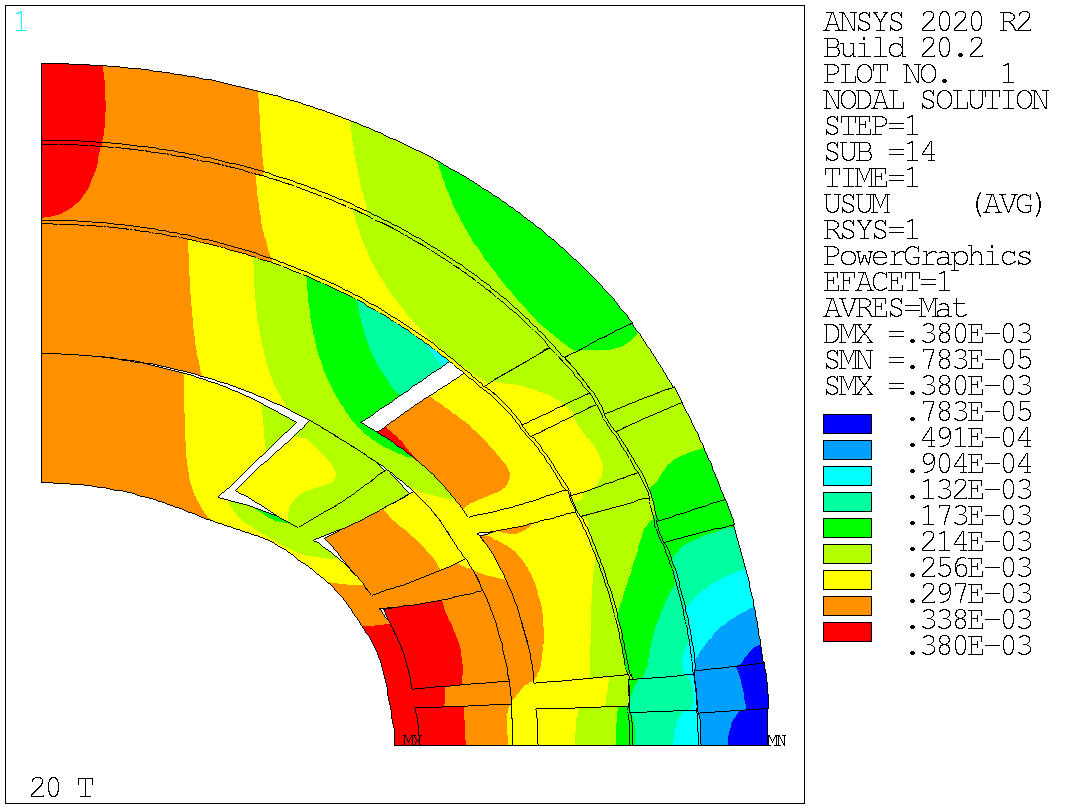 1
ANSYS 2020 R2
Build 20.2
PLOT NO. 1
NODAL SOLUTION
STEP=1
SUB =14
TIME=1
USUM (AVG)
RSYS=1
PowerGraphics
EFACET=1
AVRES=Mat
DMX =.380E-03
SMN =.783E-05
SMX =.380E-03
.783E-05
.491E-04
.904E-04
.132E-03
.173E-03
.214E-03
.256E-03
.297E-03
.338E-03
.380E-03
MX
MN
20 T